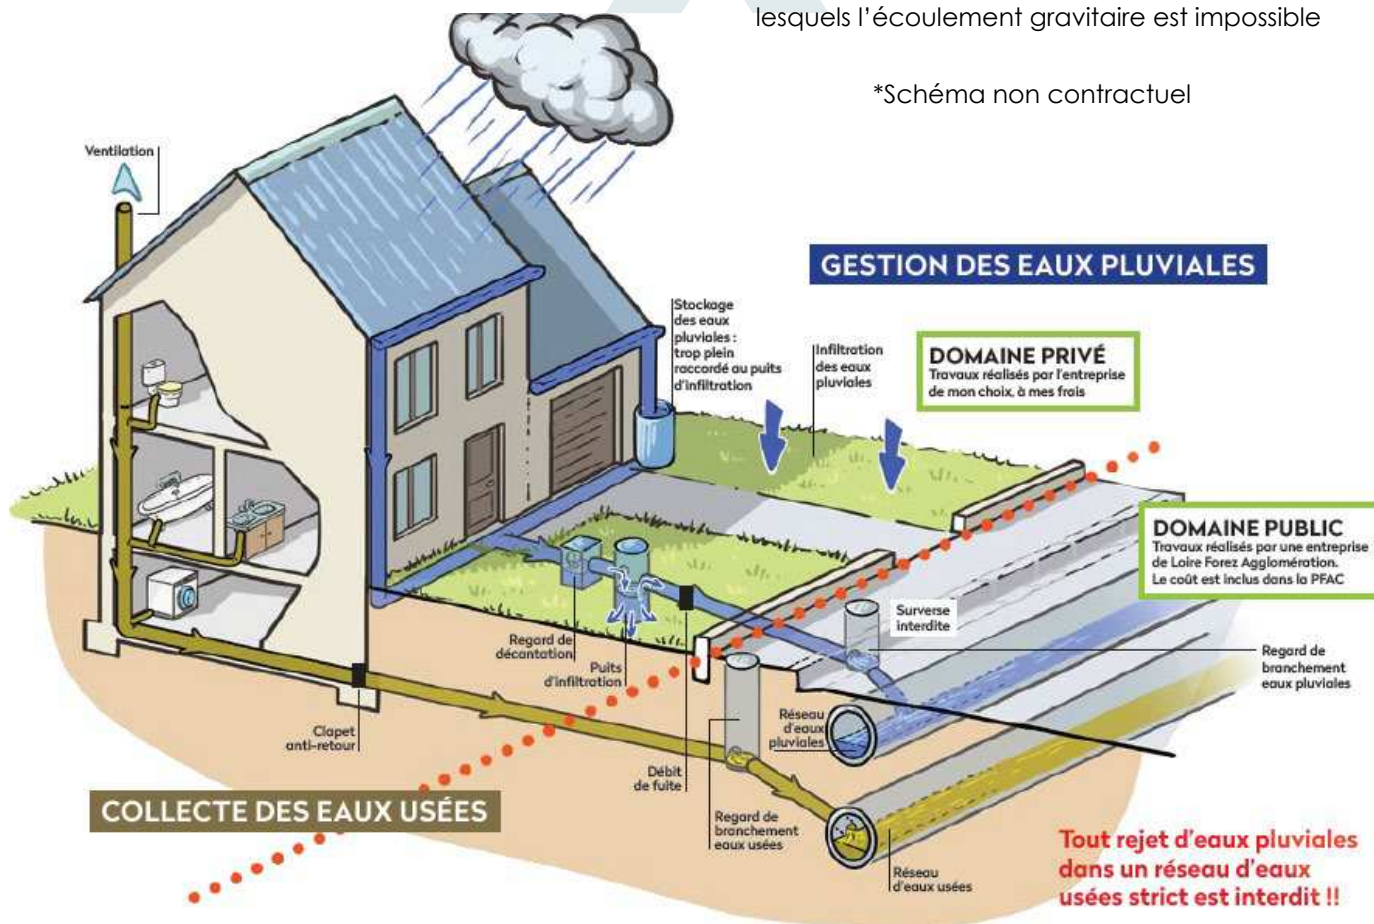 lesquels l'écoulement gravitaire est impossible
*Schéma non contractuel
Ventilation
GESTION DES EAUX PLUVIALES
Stockage
des eaux
pluviales :
trop plein
raccordé au puits
d'infiltration
Infiltration
des eaux
pluviales
DOMAINE PRIVÉ
Travaux réalisés par l'entreprise
de mon choix, à mes frais
DOMAINE PUBLIC
Travaux réalisés par une entreprise
de Loire Forez Agglomération.
Le coût est inclus dans la PFAC
Surverse
interdite
Regard de
branchement
eaux pluviales
Regard de
décantation
Puits
d'infiltration
Clapet
anti-retour
Réseau
d'eaux
pluviales
Débit
de fuite
COLLECTE DES EAUX USÉES
Regard de
branchement
eaux usées
Réseau
d'eaux usées
Tout rejet d'eaux pluviales
dans un réseau d'eaux
usées strict est interdit !!